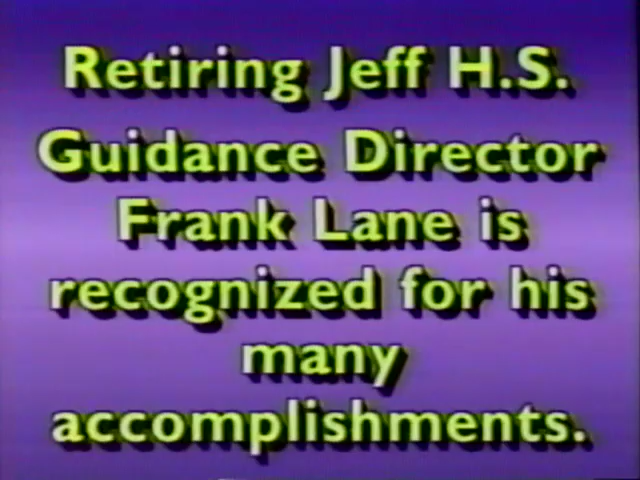 Retiring Jeff H.S.
Guidance Director
Frank Lane is
recognized for his
many
accomplishments.